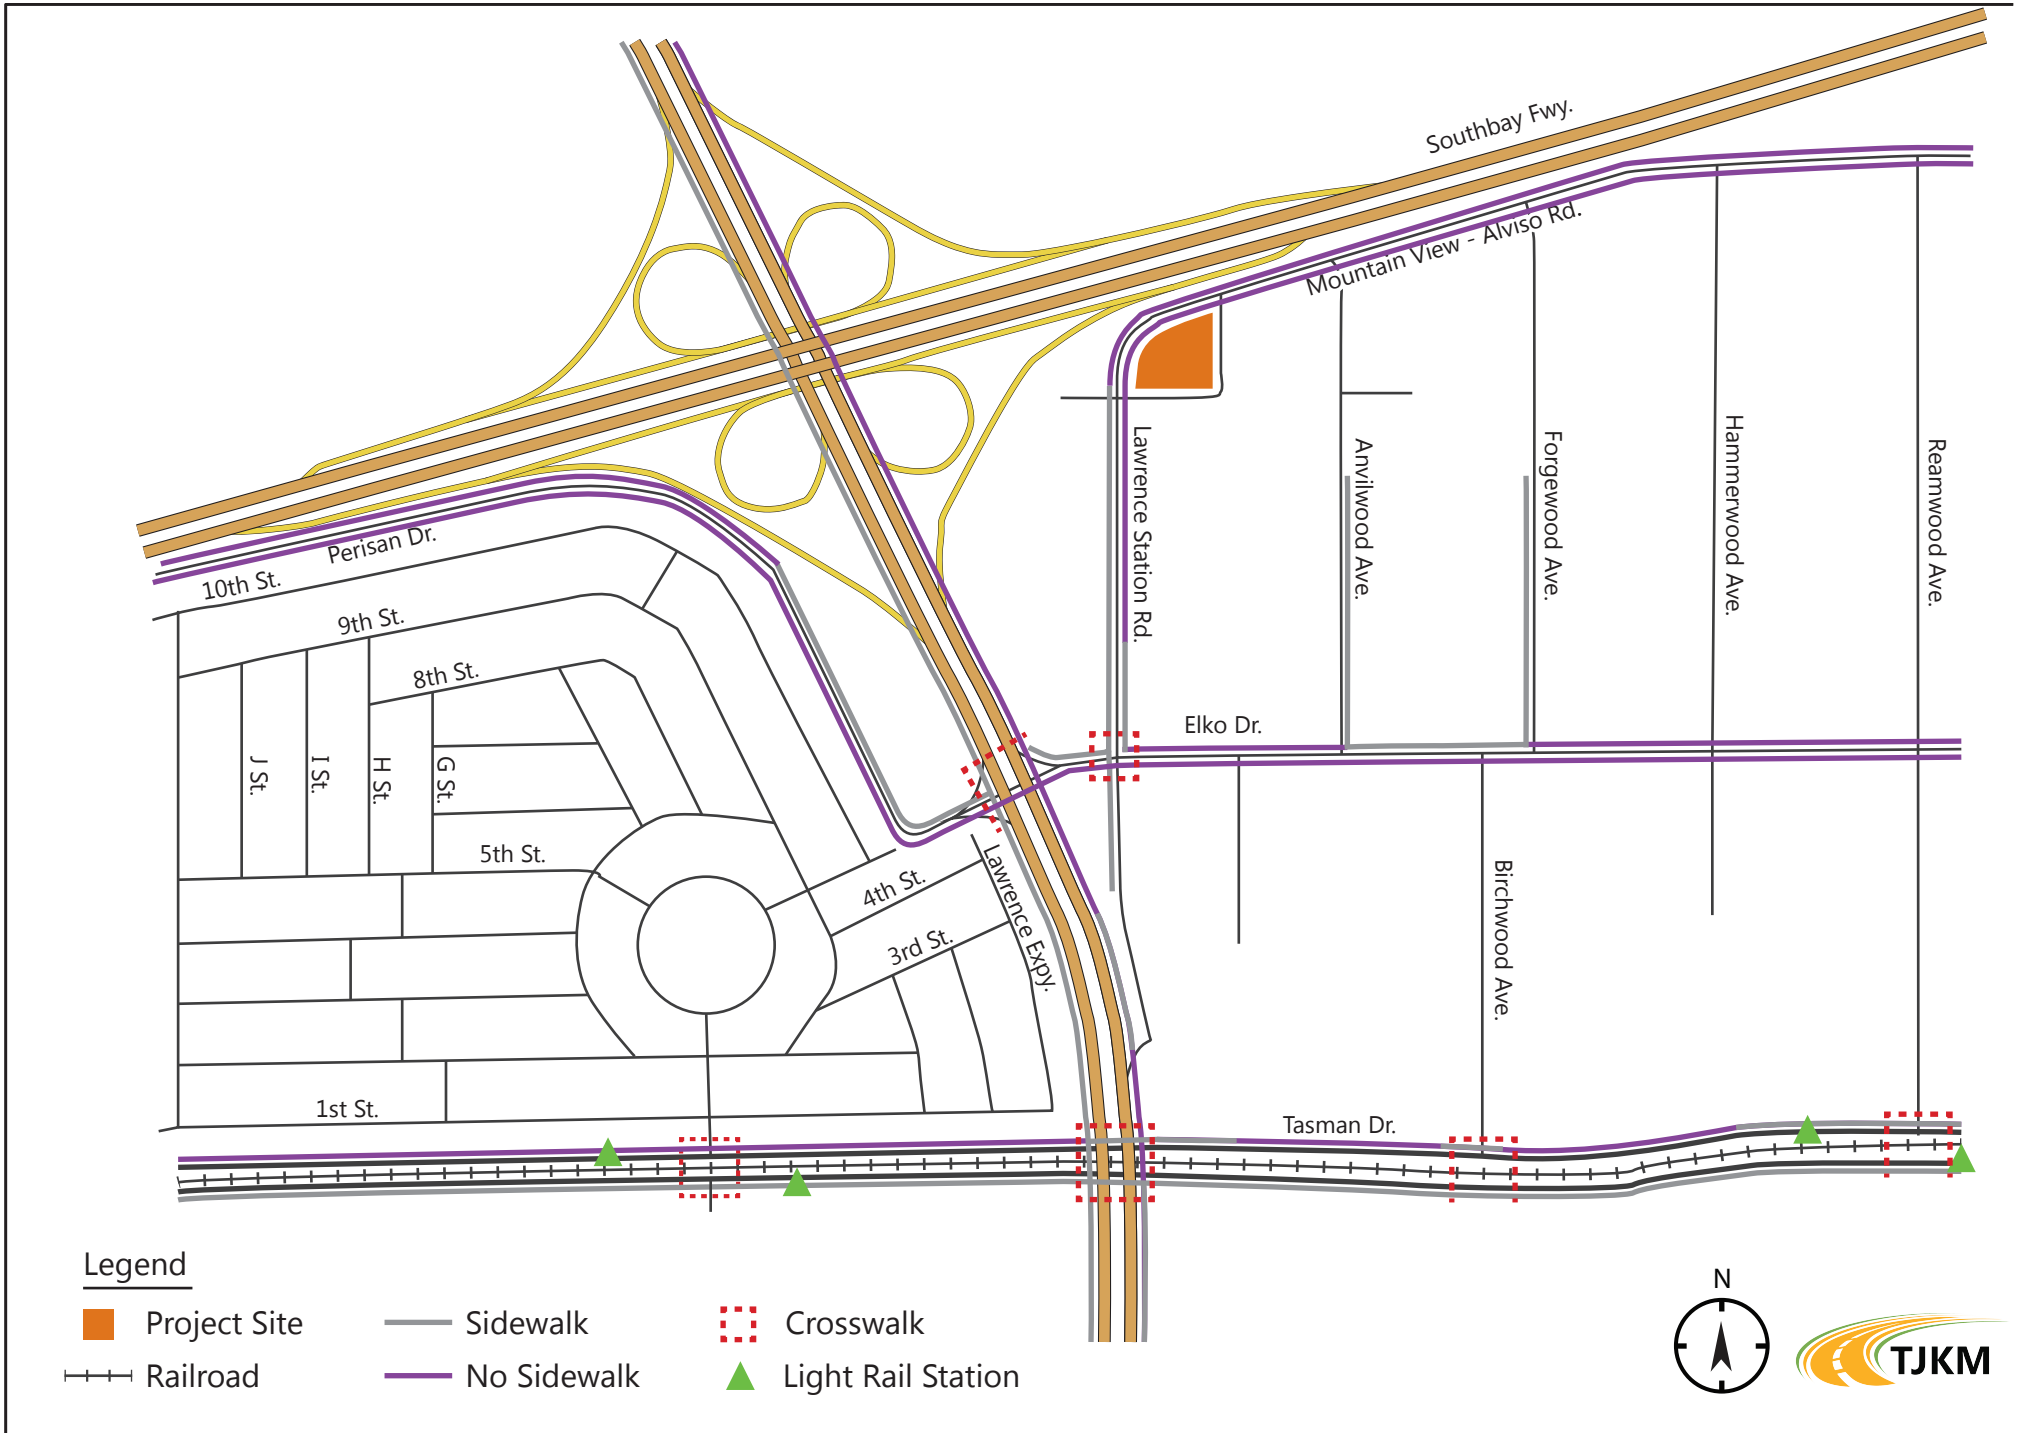 Southbay Fwy.
Mountain View - Alviso Rd.
Perisan Dr.
10th St.
9th St.
8th St.
J St.
I St.
H St.
G St.
5th St.
4th St.
3rd St.
1st St.
Lawrence Expy.
Lawrence Station Rd.
Anvilwood Ave.
Forgewood Ave.
Hammerwood Ave.
Reamwood Ave.
Elko Dr.
Birchwood Ave.
Tasman Dr.
Legend
Project Site
Sidewalk
Crosswalk
Railroad
No Sidewalk
Light Rail Station
N
TJKM